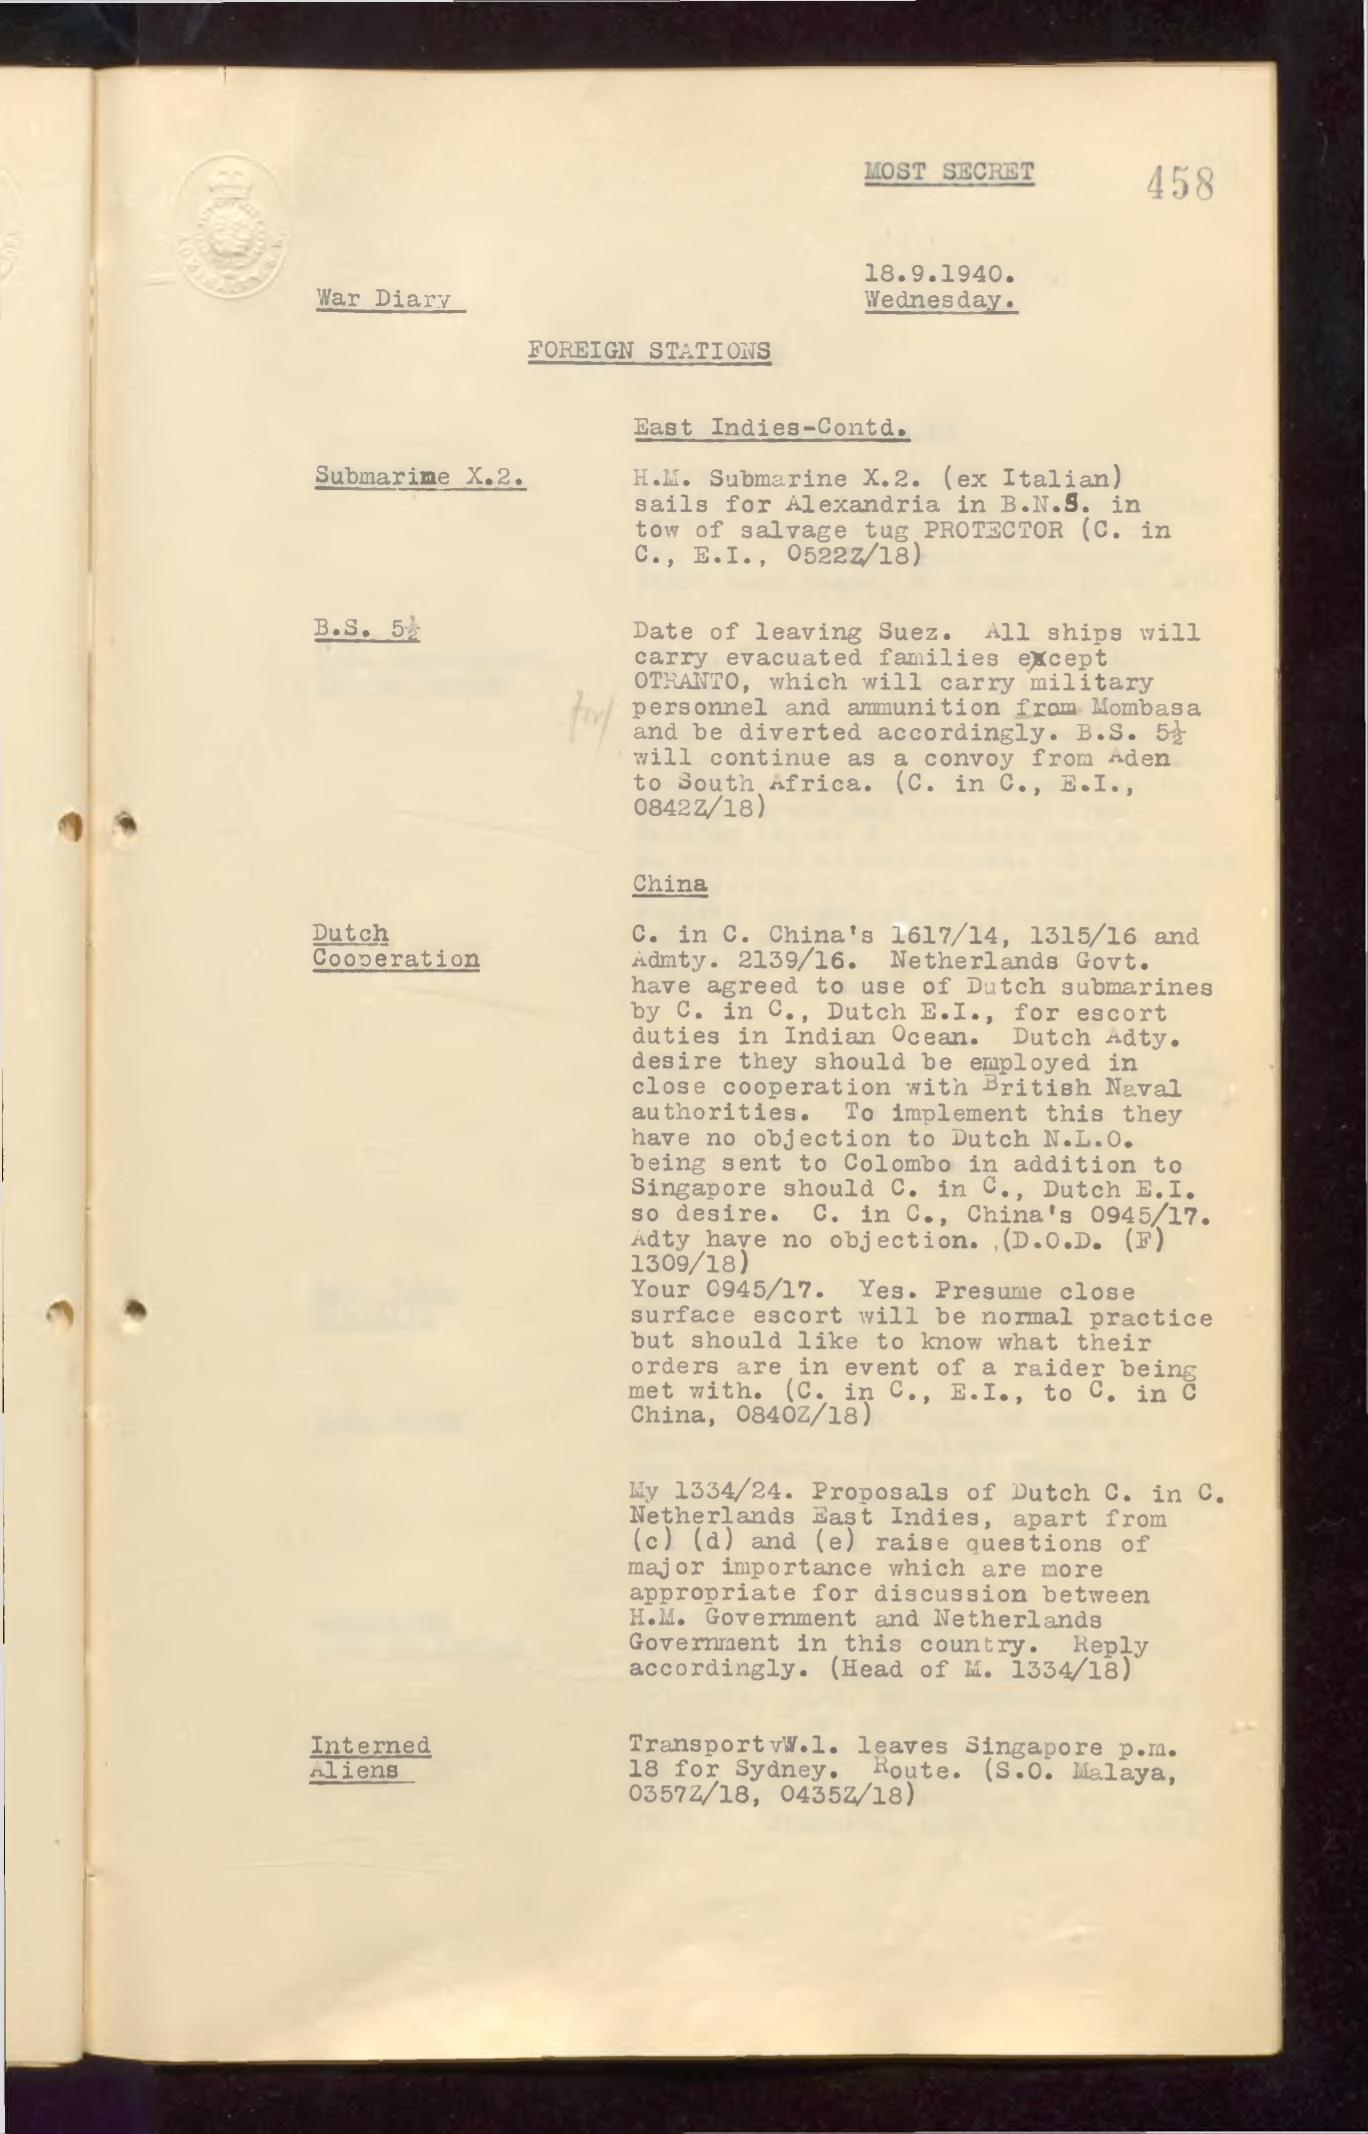 MOST SECRET
458
18.9.1940.
War Diary
Wednesday.
FOREIGN STATIONS
East Indies-Contd.
Submarine X.2.
H.M. Submarine X.2. (ex Italian)
sails for Alexandria in B.N.S. in
tow of salvage tug PROTECTOR (C. in
C., E.I., 0522Z/18)
B.S. 5½
Date of leaving Suez. All ships will
carry evacuated families except
OTRANTO, which will carry military
for/
personnel and ammunition from Mombasa
and be diverted accordingly. B.S. 5½
will continue as a convoy from Aden
to South Africa. (C. in C., E.I.,
0842Z/18)
China
Dutch
Cooperation
C. in C. China's 1617/14, 1315/16 and
Admty. 2139/16. Netherlands Govt.
have agreed to use of Dutch submarines
by C. in C., Dutch E.I., for escort
duties in Indian Ocean. Dutch Adty.
desire they should be employed in
close cooperation with British Naval
authorities. To implement this they
have no objection to Dutch N.L.O.
being sent to Colombo in addition to
Singapore should C. in C., Dutch E.I.
so desire. C. in C., China's 0945/17.
Adty have no objection. (D.O.D. (F)
1309/18)
Your 0945/17. Yes. Presume close
surface escort will be normal practice
but should like to know what their
orders are in event of a raider being
met with. (C. in C., E.I., to C. in C
China, 0840Z/18)
My 1334/24. Proposals of Dutch C. in C.
Netherlands East Indies, apart from
(c) (d) and (e) raise questions of
major importance which are more
appropriate for discussion between
H.M. Government and Netherlands
Government in this country. Reply
accordingly. (Head of M. 1334/18)
Interned
Aliens
TransportvW.1. leaves Singapore p.m.
18 for Sydney. Route. (S.O. Malaya,
0357Z/18, 0435Z/18)